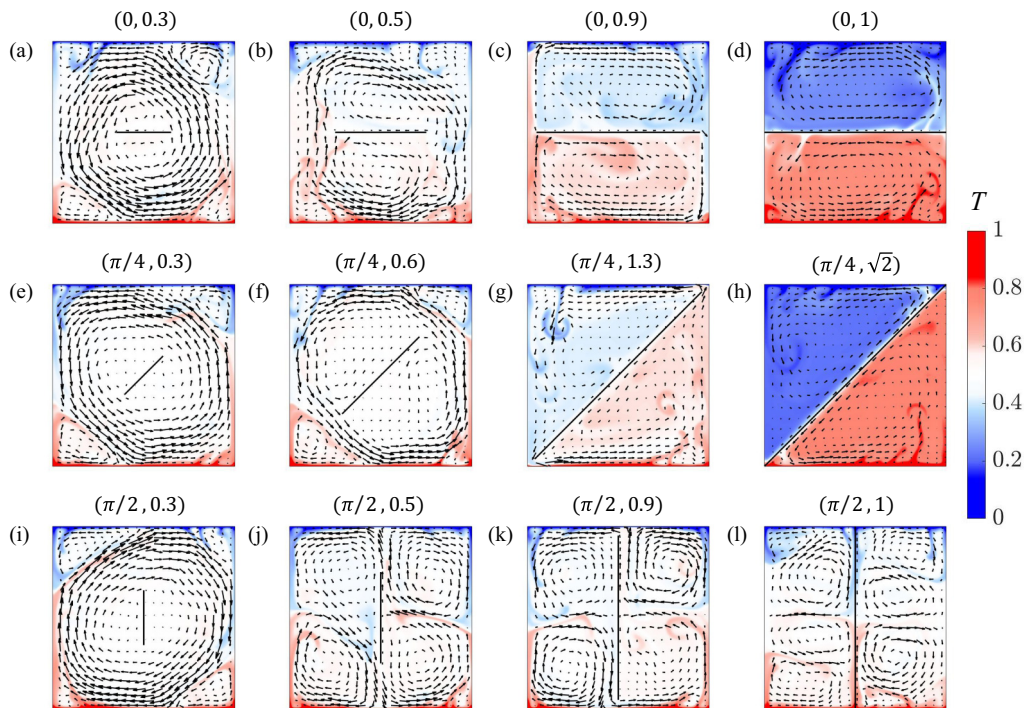 (0, 0.3) (0, 0.5) (0, 0.9) (0, 1)
(a) (b) (c) (d)
T
(π/4, 0.3) (π/4, 0.6) (π/4, 1.3) (π/4, √2)
(e) (f) (g) (h)
1
0.8
0.6
0.4
0.2
0
(π/2, 0.3) (π/2, 0.5) (π/2, 0.9) (π/2, 1)
(i) (j) (k) (l)